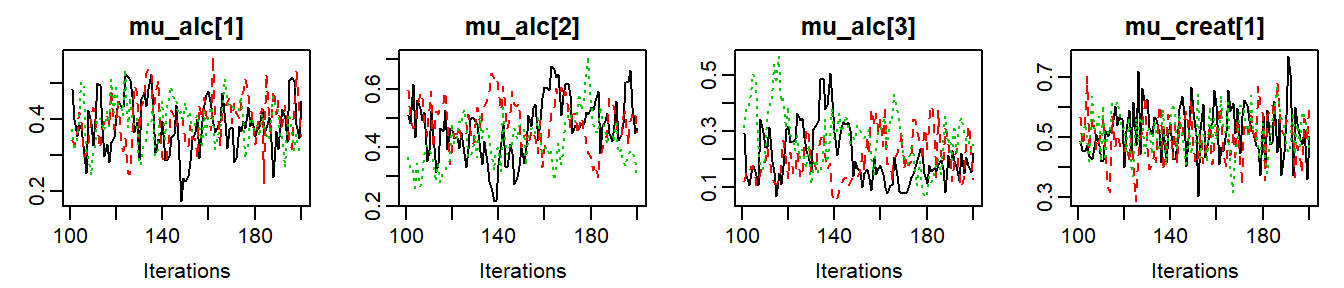 mu_alc[1]
0.2 0.4
100 140 180
Iterations
mu_alc[2]
0.2 0.4 0.6
100 140 180
Iterations
mu_alc[3]
0.1 0.3 0.5
100 140 180
Iterations
mu_creat[1]
0.3 0.5 0.7
100 140 180
Iterations